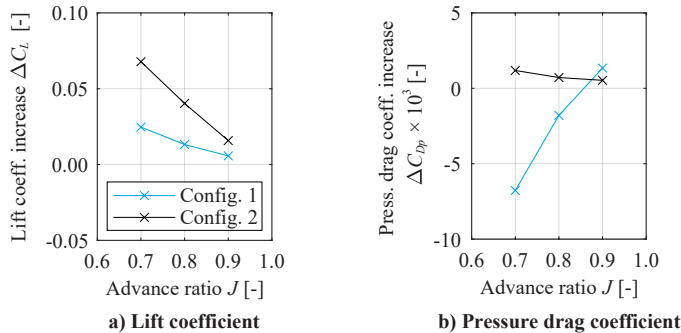 Lift coeff. increase ΔC_L [-]
0.10
0.05
0.00
-0.05
Config. 1
Config. 2
0.6 0.7 0.8 0.9 1.0
Advance ratio J [-]
a) Lift coefficient
Press. drag coeff. increase
ΔC_Dp × 10³ [-]
5
0
-5
-10
0.6 0.7 0.8 0.9 1.0
Advance ratio J [-]
b) Pressure drag coefficient